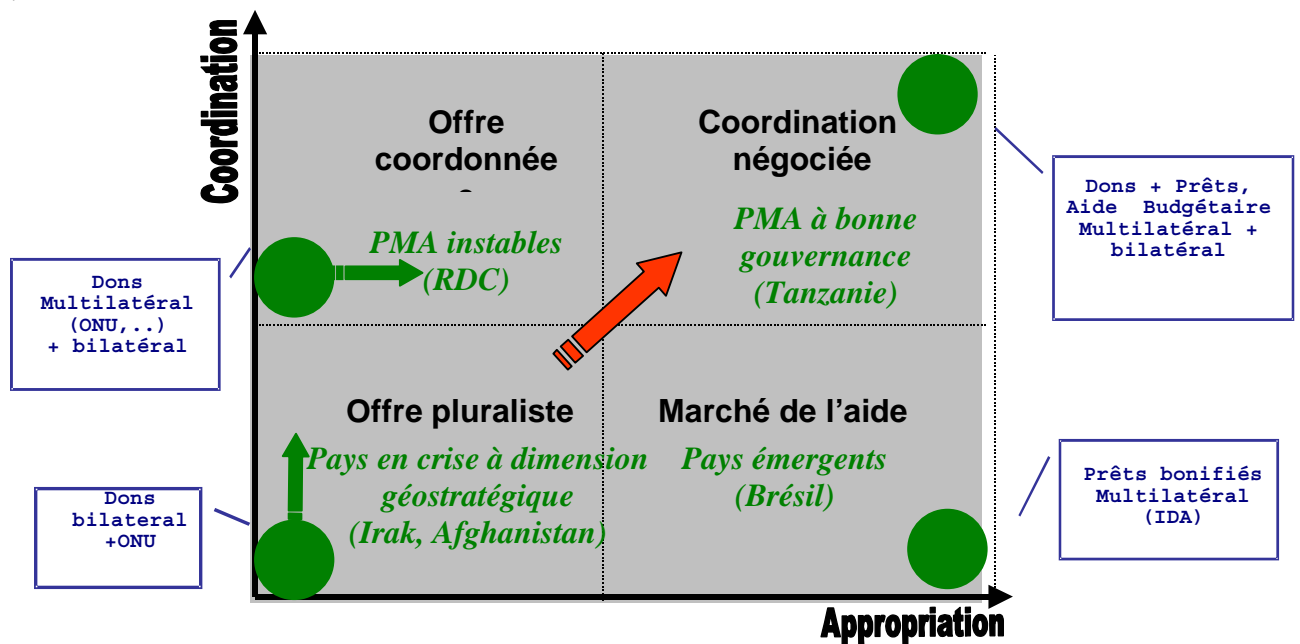 Coordination
Offre
coordonnée
PMA instables
(RDC)
Coordination
négociée
PMA à bonne
gouvernance
(Tanzanie)
Dons + Prêts,
Aide Budgétaire
Multilatéral +
bilatéral
Dons
Multilatéral
(ONU,..)
+ bilatéral
Offre pluraliste
Pays en crise à dimension
géostratégique
(Irak, Afghanistan)
Marché de l’aide
Pays émergents
(Brésil)
Dons
bilateral
+ONU
Prêts bonifiés
Multilatéral
(IDA)
Appropriation